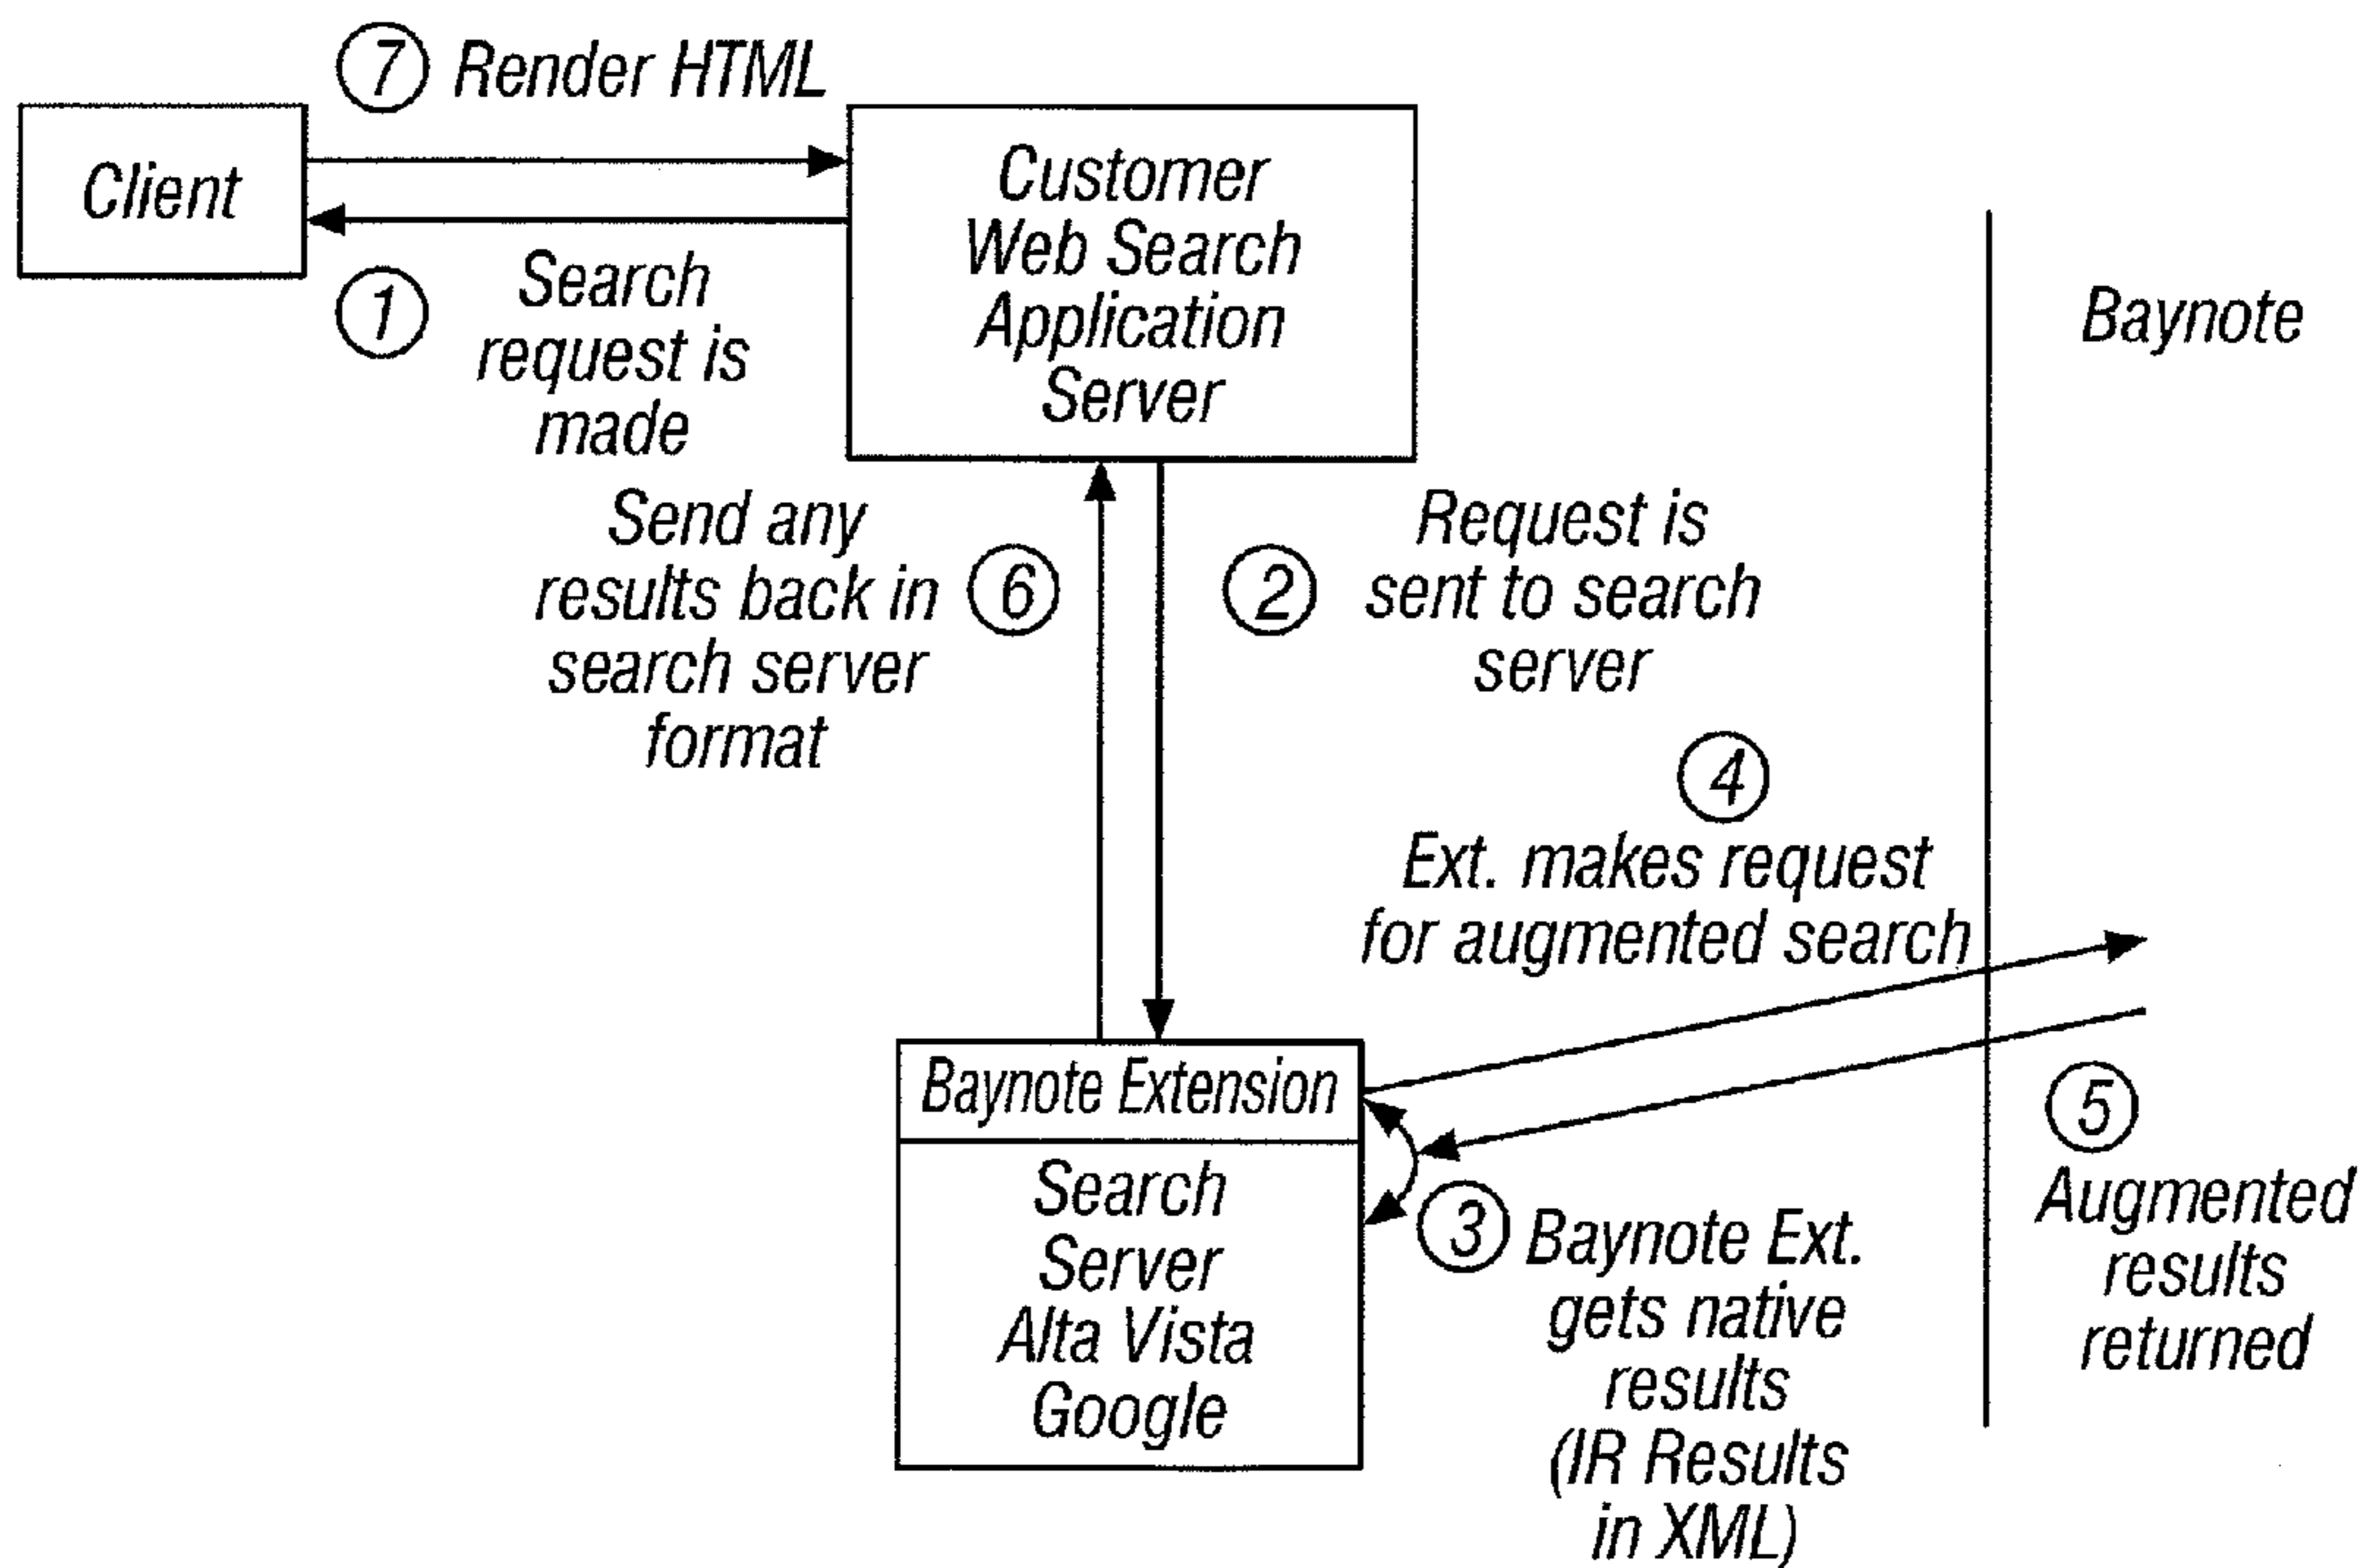 7 Render HTML
Client
Customer
Web Search
Application
Server
1
Search
request is
made
Baynote
Send any
results back in
search server
format
6
2
Request is
sent to search
server
4
Ext. makes request
for augmented search
Baynote Extension
Search
Server
Alta Vista
Google
3 Baynote Ext.
gets native
results
(IR Results
in XML)
5
Augmented
results
returned